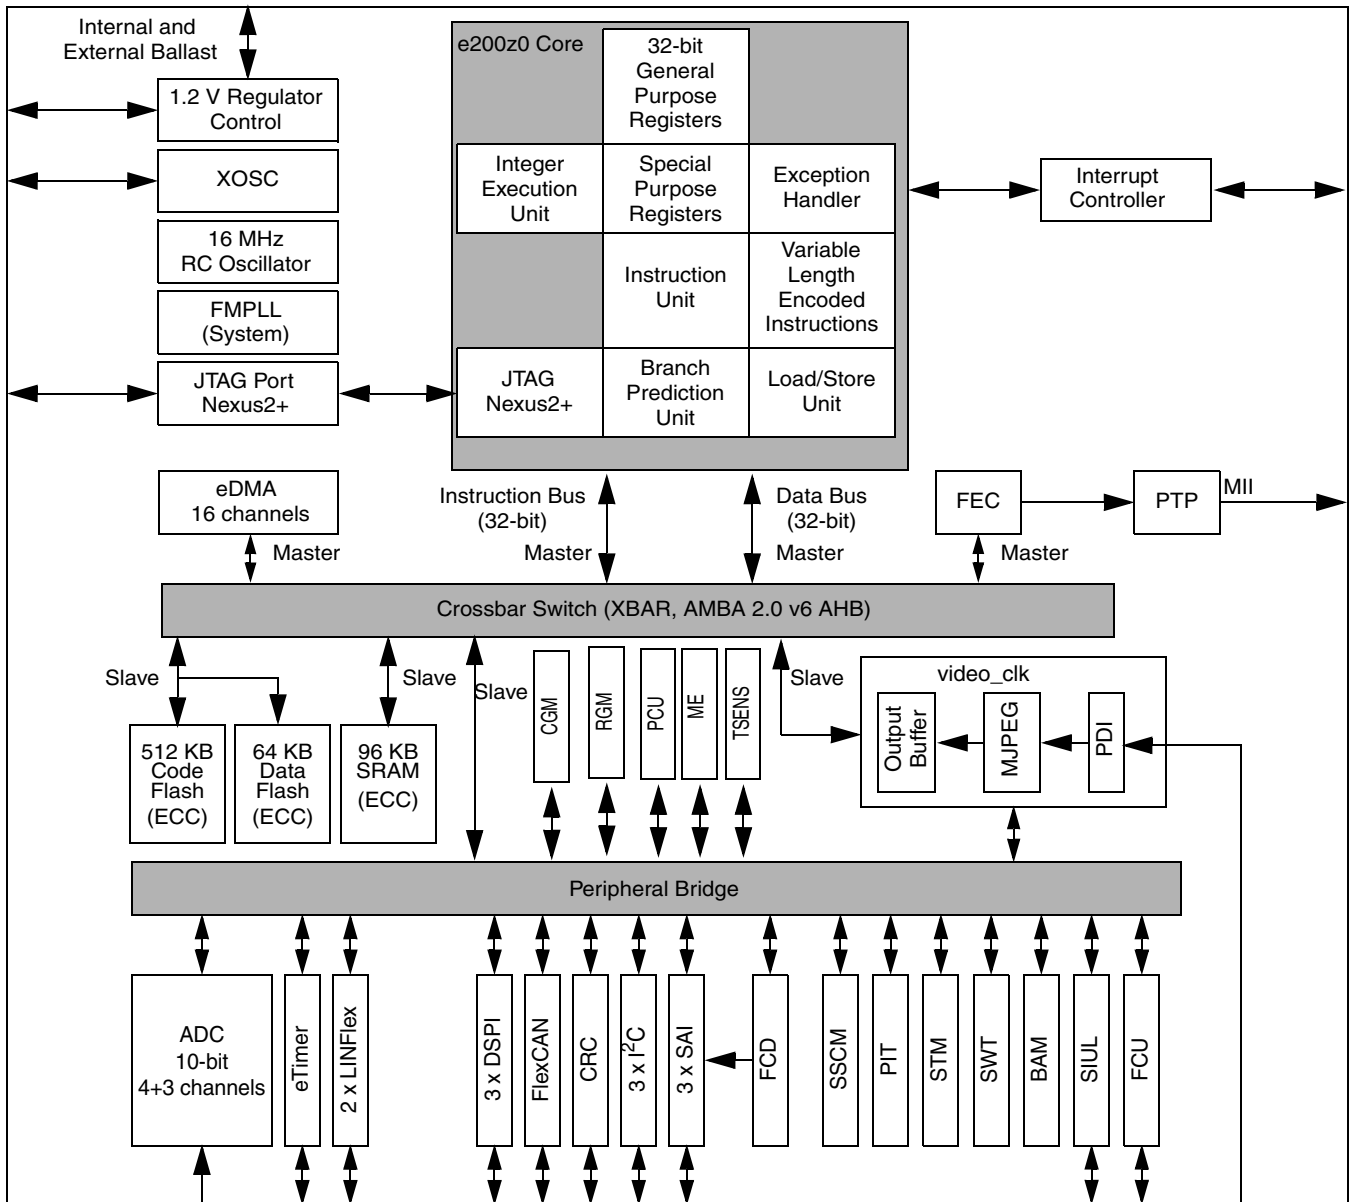 Internal and
External Ballast
1.2 V Regulator
Control
XOSC
16 MHz
RC Oscillator
FMPLL
(System)
JTAG Port
Nexus2+
e200z0 Core
32-bit
General
Purpose
Registers
Integer
Execution
Unit
Special
Purpose
Registers
Exception
Handler
Instruction
Unit
Variable
Length
Encoded
Instructions
JTAG
Nexus2+
Branch
Prediction
Unit
Load/Store
Unit
Interrupt
Controller
eDMA
16 channels
Master
Instruction Bus
(32-bit)
Master
Data Bus
(32-bit)
Master
FEC
Master
PTP
MII
Crossbar Switch (XBAR, AMBA 2.0 v6 AHB)
Slave
Slave
Slave
Slave
512 KB
Code
Flash
(ECC)
64 KB
Data
Flash
(ECC)
96 KB
SRAM
(ECC)
CGM
RGM
PCU
ME
TSENS
video_clk
Output
Buffer
MJPEG
PDI
Peripheral Bridge
ADC
10-bit
4+3 channels
eTimer
2 x LINFlex
3 x DSPI
FlexCAN
CRC
3 x I²C
3 x SAI
FCD
SSCM
PIT
STM
SWT
BAM
SIUL
FCU